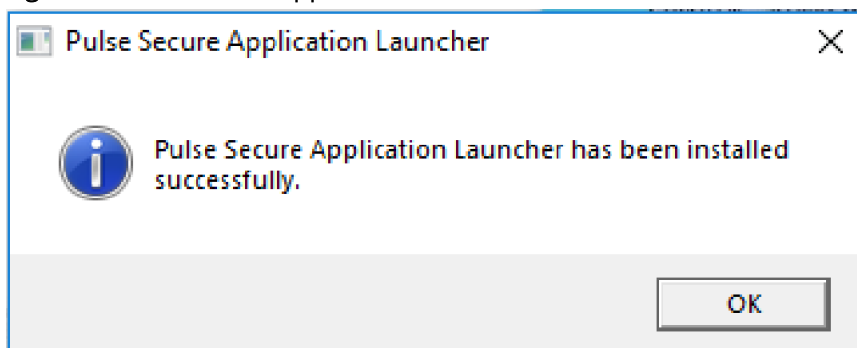 Pulse Secure Application Launcher
Pulse Secure Application Launcher has been installed
successfully.
OK